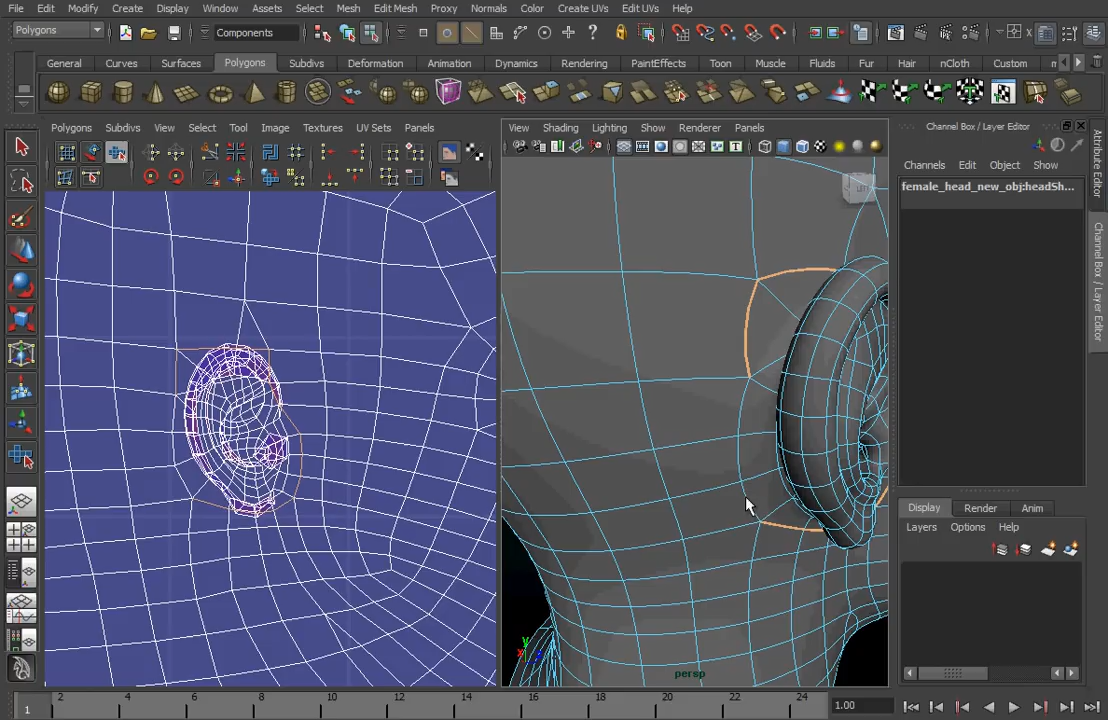 File Edit Modify Create Display Window Assets Select Mesh Edit Mesh Proxy Normals Color Create UVs Edit UVs Help
Polygons Components
General Curves Surfaces Polygons Subdivs Deformation Animation Dynamics Rendering PaintEffects Toon Muscle Fluids Fur Hair nCloth Custom
Polygons Subdivs View Select Tool Image Textures UV Sets Panels
View Shading Lighting Show Renderer Panels
Channel Box / Layer Editor
Channels Edit Object Show
female_head_new_obj:headSh...
Attribute Editor
Channel Box / Layer Editor
persp
Display Render Anim
Layers Options Help
1 2 4 6 8 10 12 14 16 18 20 22 24 1.00